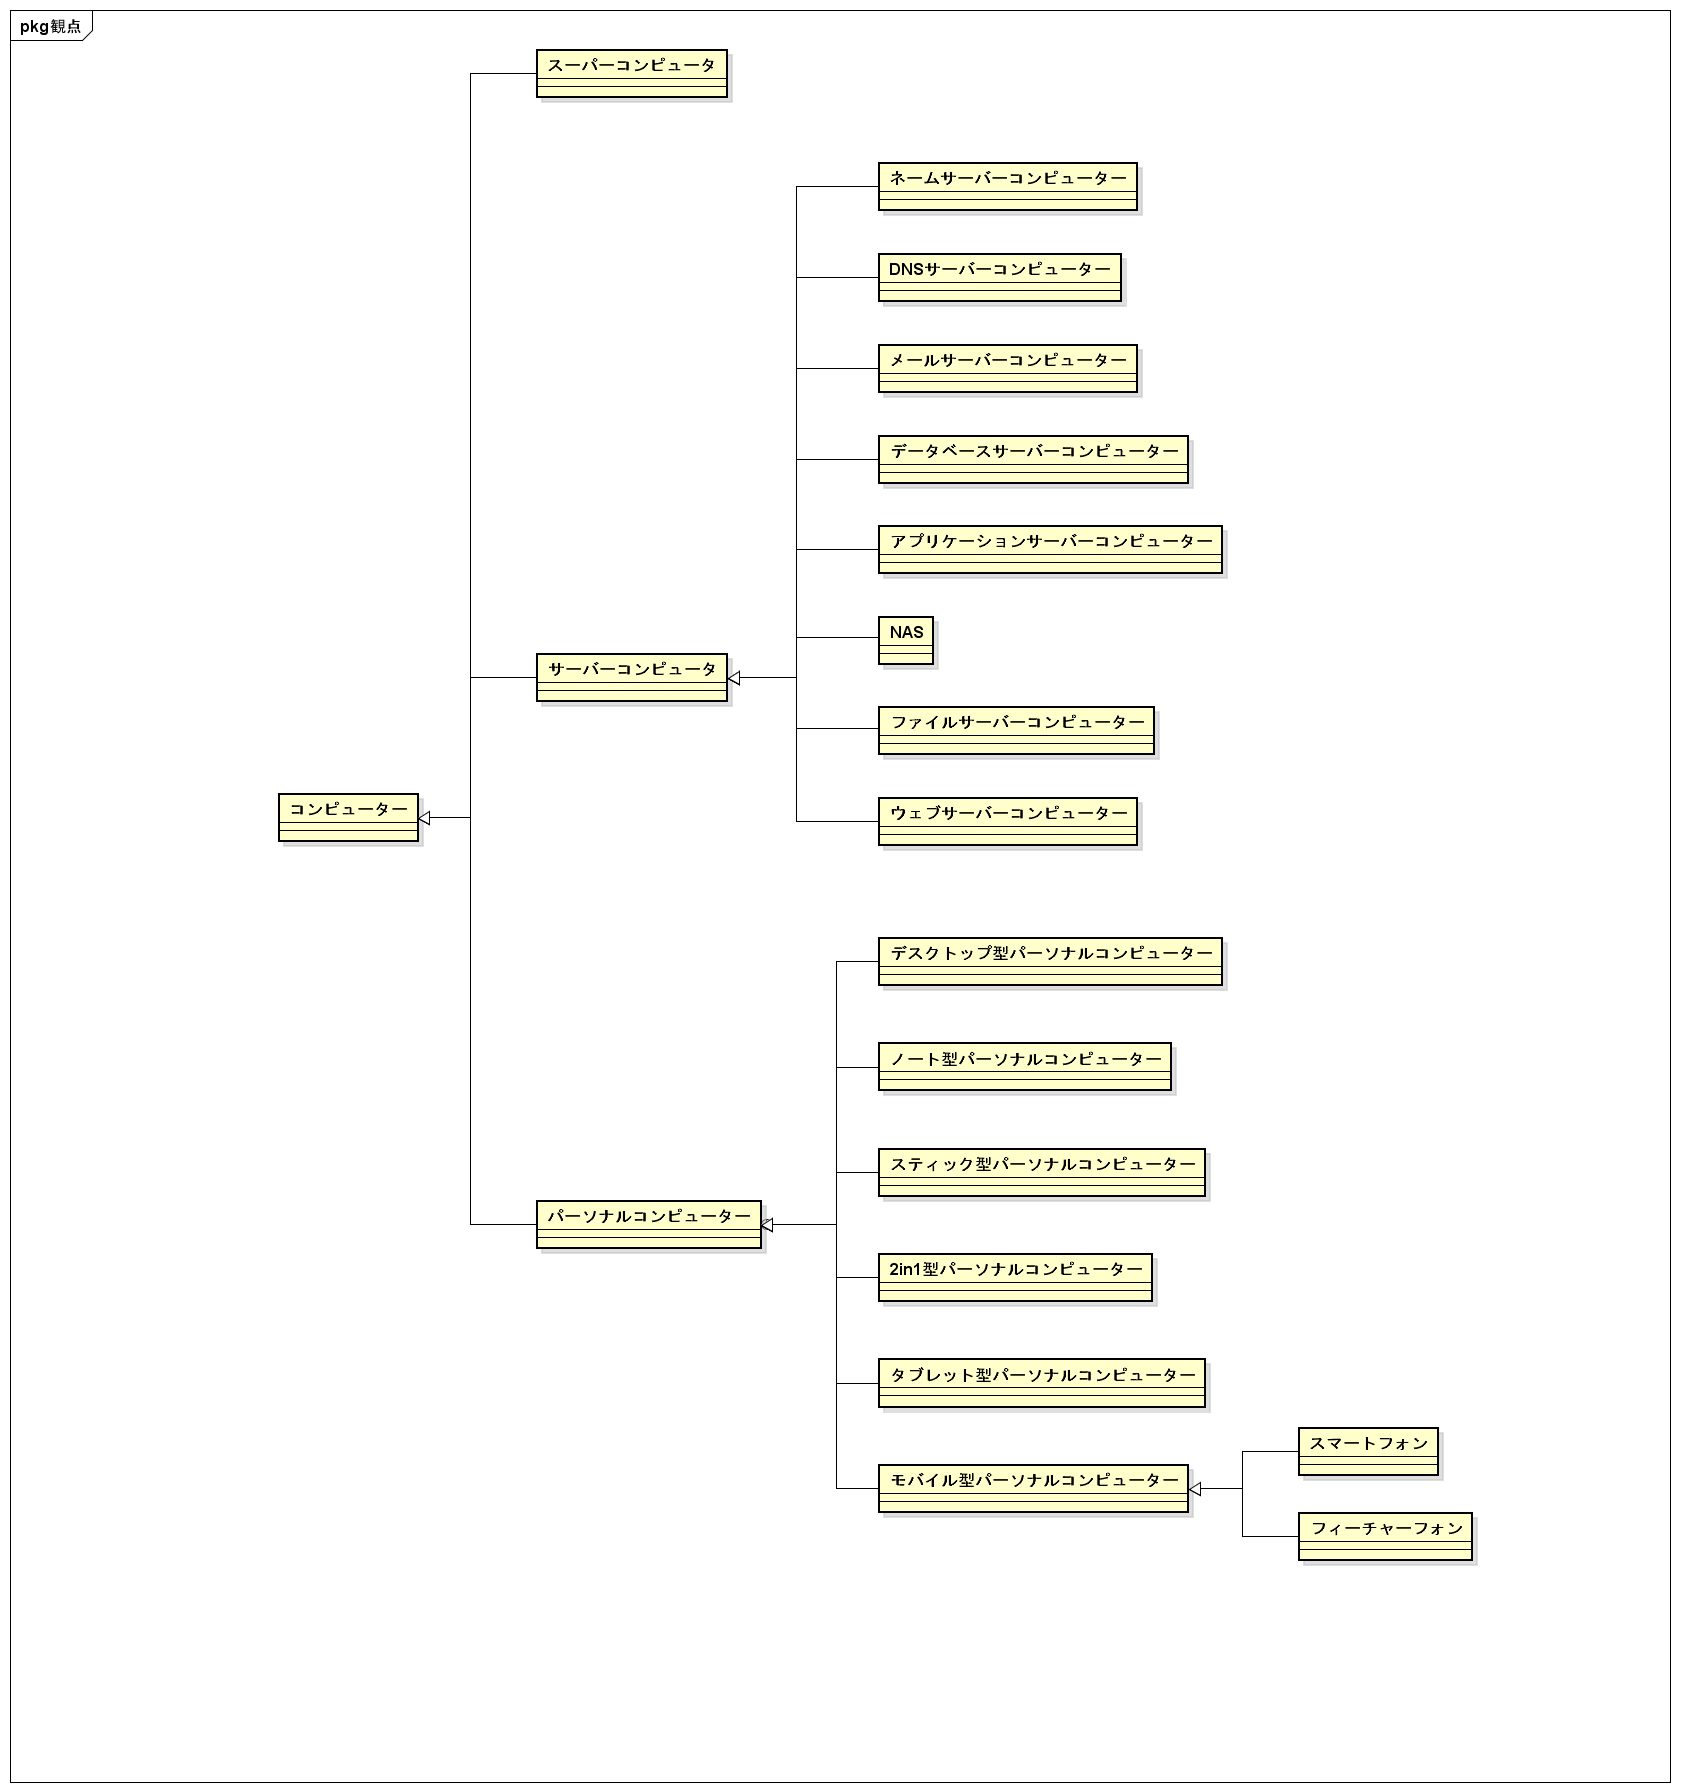 pkg観点
スーパーコンピュータ
ネームサーバーコンピューター
DNSサーバーコンピューター
メールサーバーコンピューター
データベースサーバーコンピューター
アプリケーションサーバーコンピューター
NAS
サーバーコンピュータ
ファイルサーバーコンピューター
コンピューター
ウェブサーバーコンピューター
デスクトップ型パーソナルコンピューター
ノート型パーソナルコンピューター
スティック型パーソナルコンピューター
パーソナルコンピューター
2in1型パーソナルコンピューター
タブレット型パーソナルコンピューター
スマートフォン
モバイル型パーソナルコンピューター
フィーチャーフォン